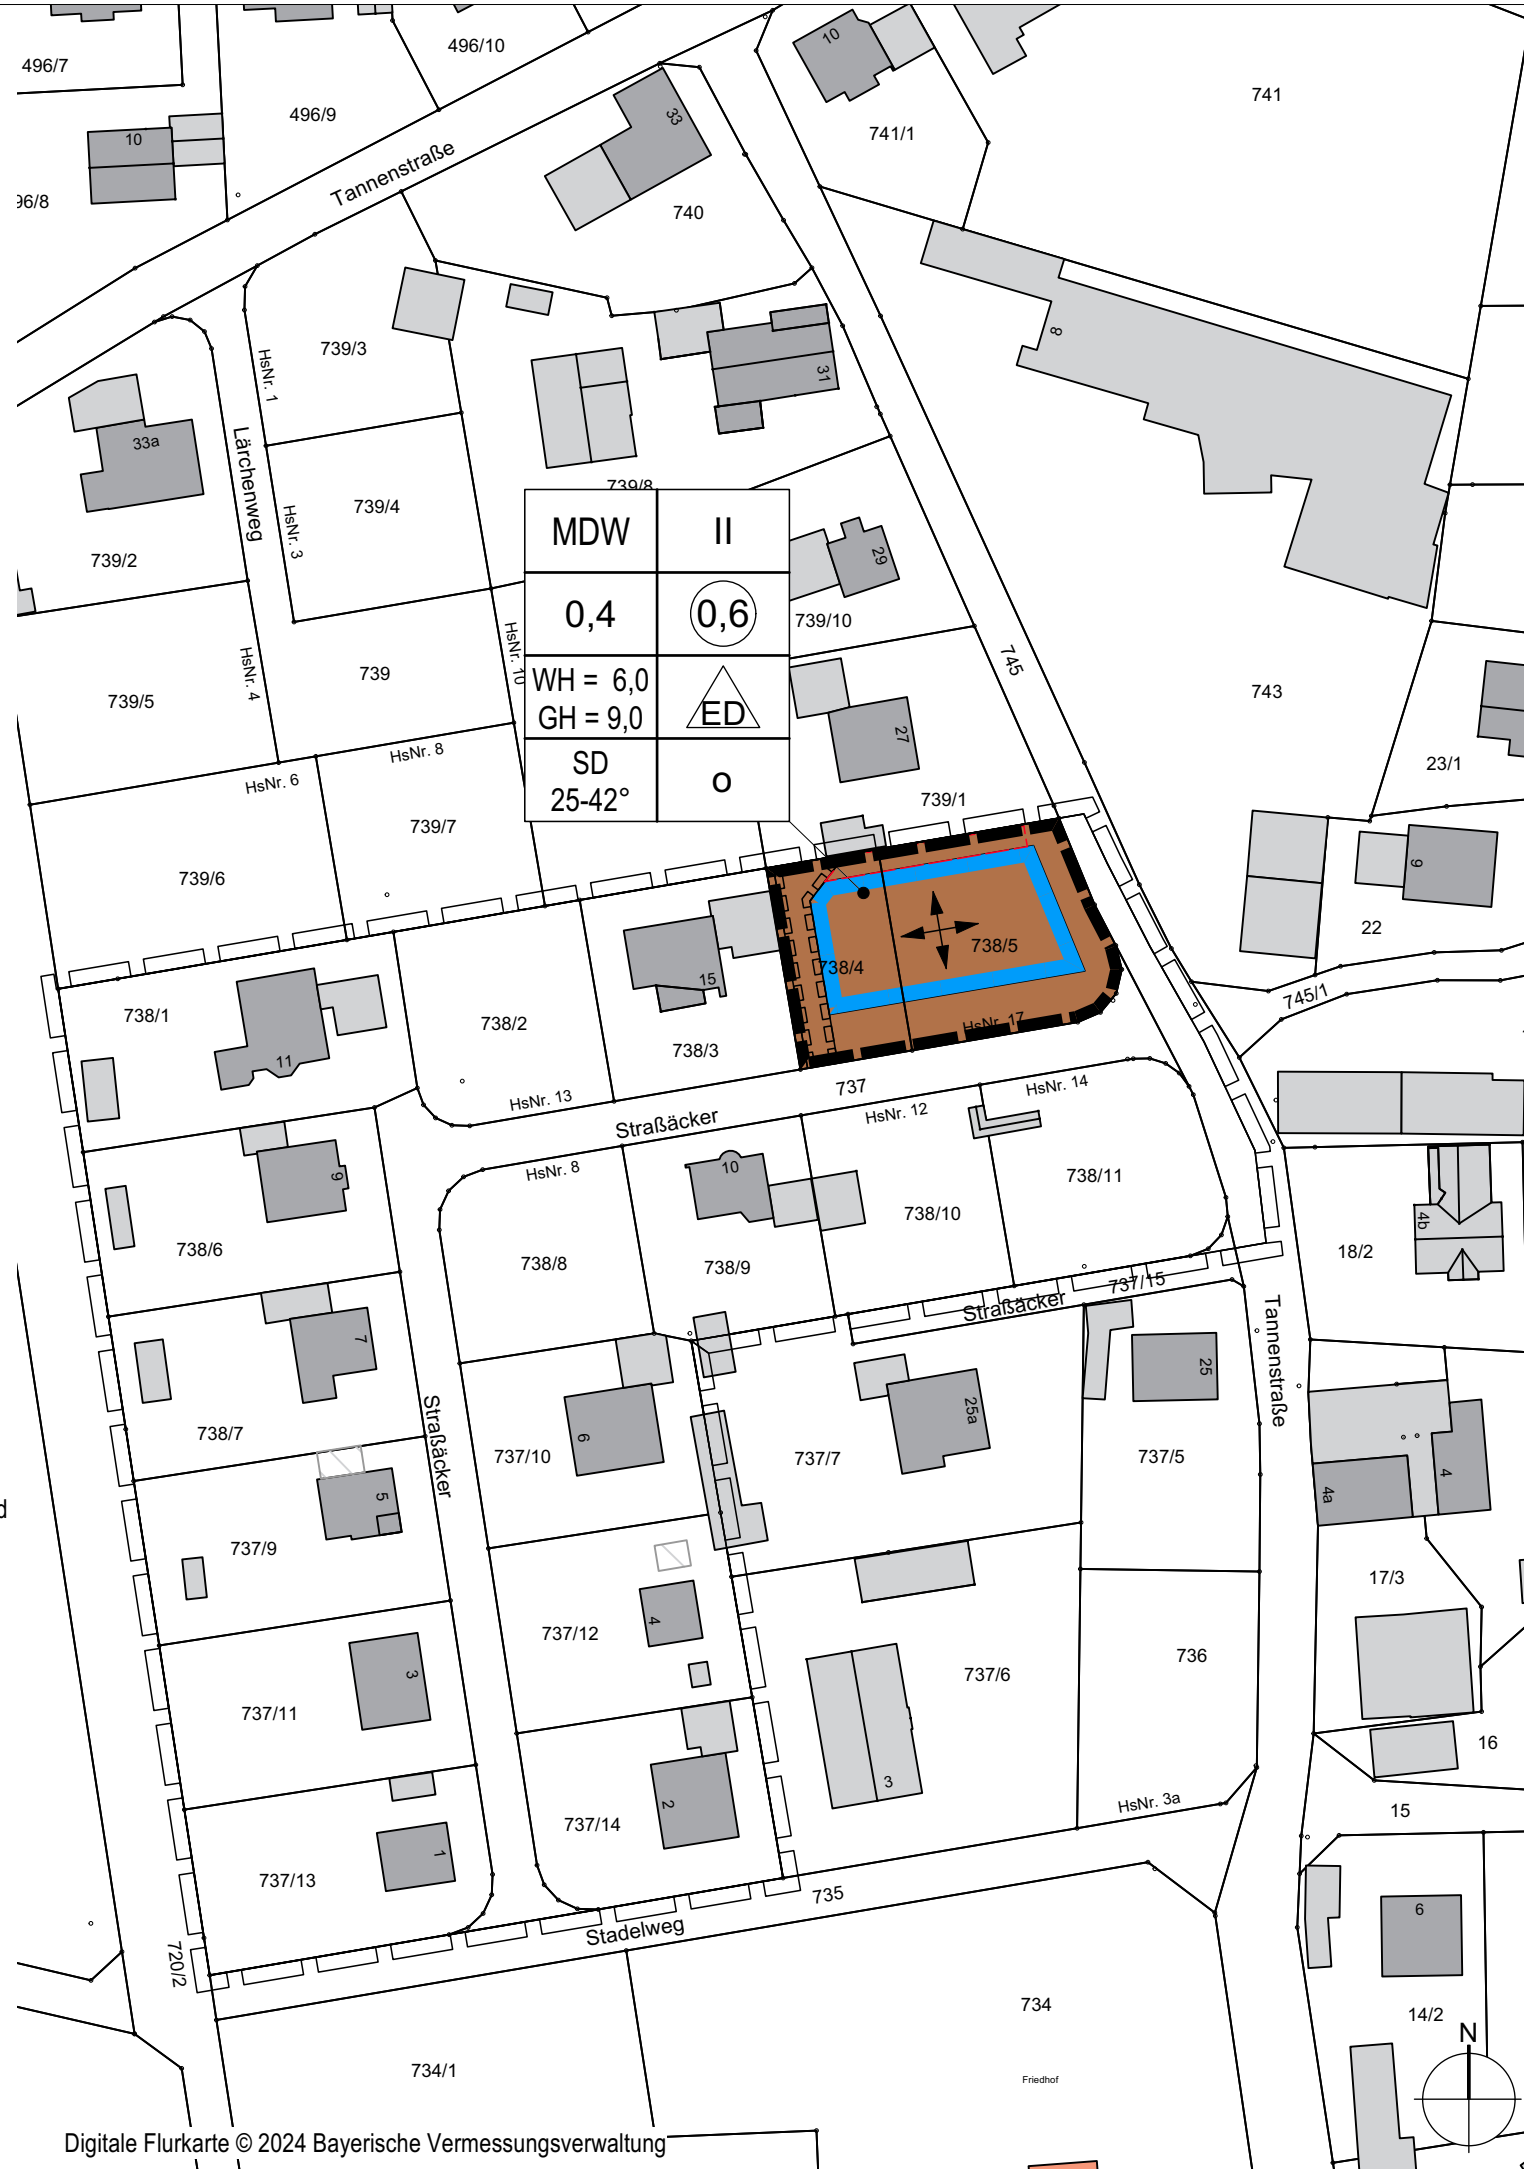 496/7
496/10
496/9
10
96/8
Tannenstraße
33
740
10
741/1
741
739/3
HsNr. 1
31
8
33a
Lärchenweg
739/4
HsNr. 3
739/8
739/2
MDW
II
0,4
0,6
WH = 6,0
GH = 9,0
ED
SD
25-42°
o
29
739/10
745
HsNr. 10
HsNr. 4
739
739/5
743
27
23/1
HsNr. 8
HsNr. 6
739/7
739/1
739/6
9
22
738/5
738/4
HsNr. 17
15
738/1
738/2
738/3
11
745/1
737
HsNr. 14
HsNr. 13
HsNr. 12
Straßäcker
HsNr. 8
10
9
738/11
738/10
738/6
738/8
738/9
4b
18/2
737/15
Straßäcker
Tannenstraße
7
25
25a
738/7
Straßäcker
6
737/10
737/7
737/5
4
4a
5
d
737/9
17/3
4
737/12
736
3
737/6
737/11
16
3
HsNr. 3a
15
2
737/14
1
737/13
735
6
Stadelweg
720/2
734
14/2
N
734/1
Friedhof
Digitale Flurkarte © 2024 Bayerische Vermessungsverwaltung